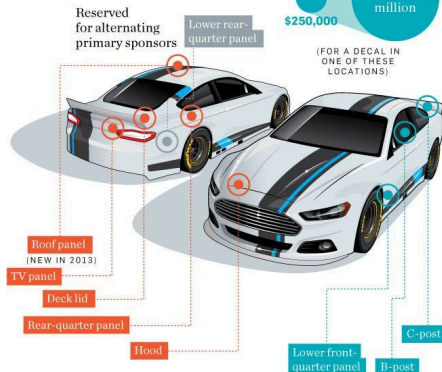 Reserved
for alternating
primary sponsors
Lower rear-
quarter panel
$250,000
million
(FOR A DECAL IN
ONE OF THESE
LOCATIONS)
Roof panel
(NEW IN 2013)
TV panel
Deck lid
Rear-quarter panel
Hood
Lower front-
quarter panel
B-post
C-post